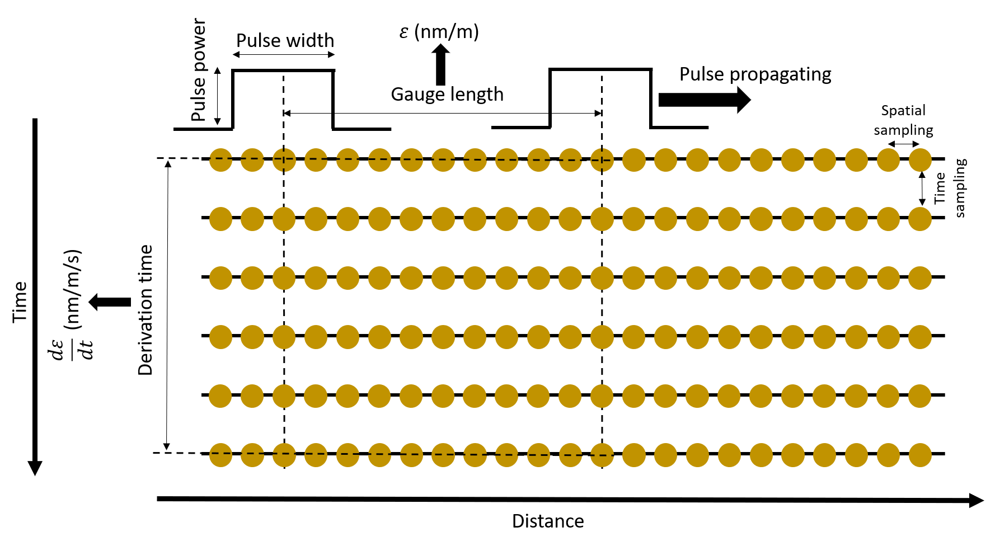 Pulse power
Pulse width
ε (nm/m)
Gauge length
Pulse propagating
Spatial
sampling
Time
sampling
Time
dε/dt (nm/m/s)
Derivation time
Distance